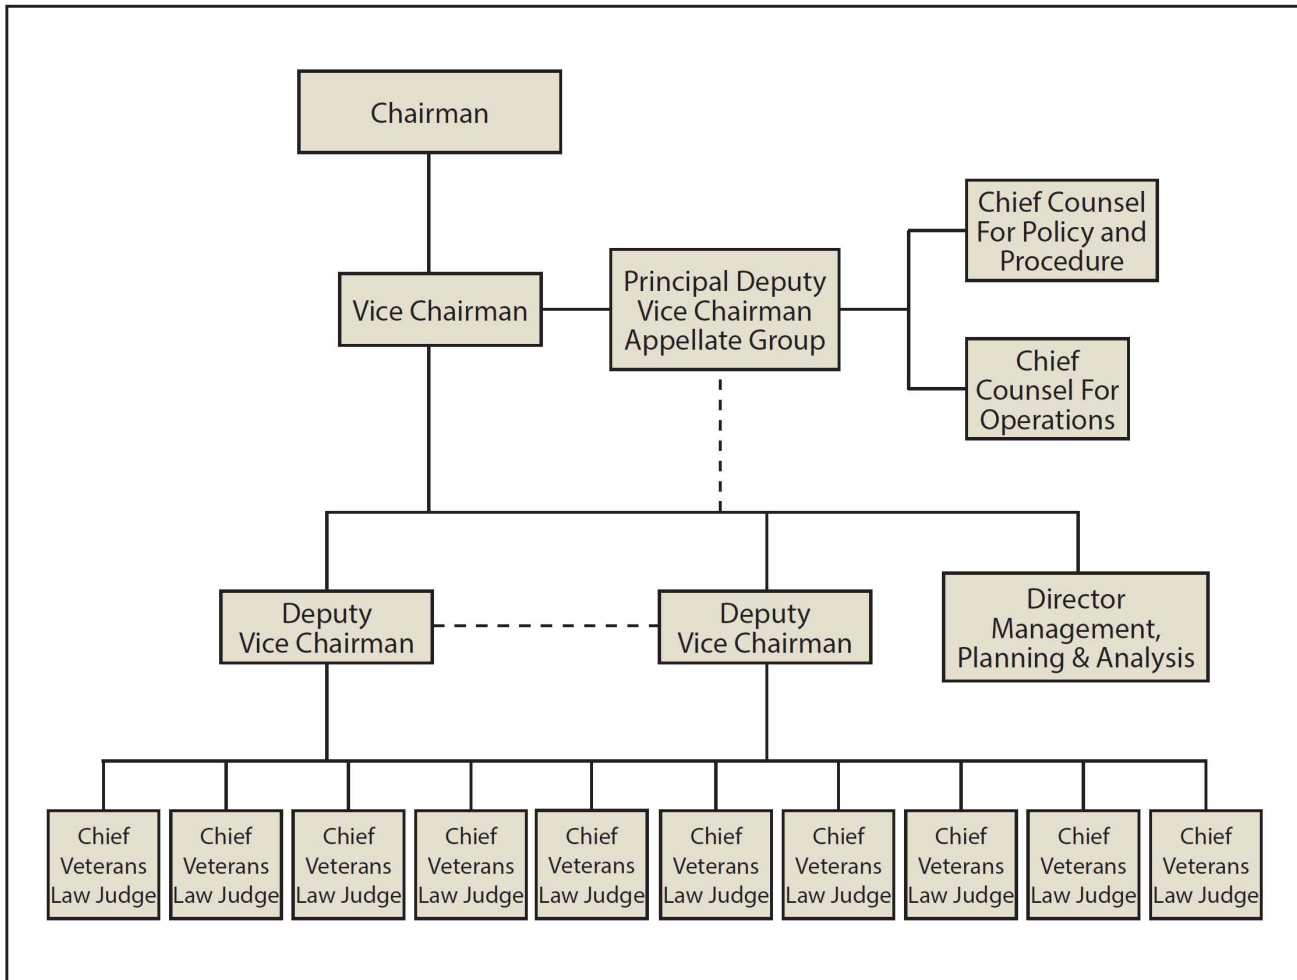 Chairman
Vice Chairman
Principal Deputy
Vice Chairman
Appellate Group
Chief Counsel
For Policy and
Procedure
Chief
Counsel For
Operations
Deputy
Vice Chairman
Deputy
Vice Chairman
Director
Management,
Planning & Analysis
Chief
Veterans
Law Judge
Chief
Veterans
Law Judge
Chief
Veterans
Law Judge
Chief
Veterans
Law Judge
Chief
Veterans
Law Judge
Chief
Veterans
Law Judge
Chief
Veterans
Law Judge
Chief
Veterans
Law Judge
Chief
Veterans
Law Judge
Chief
Veterans
Law Judge